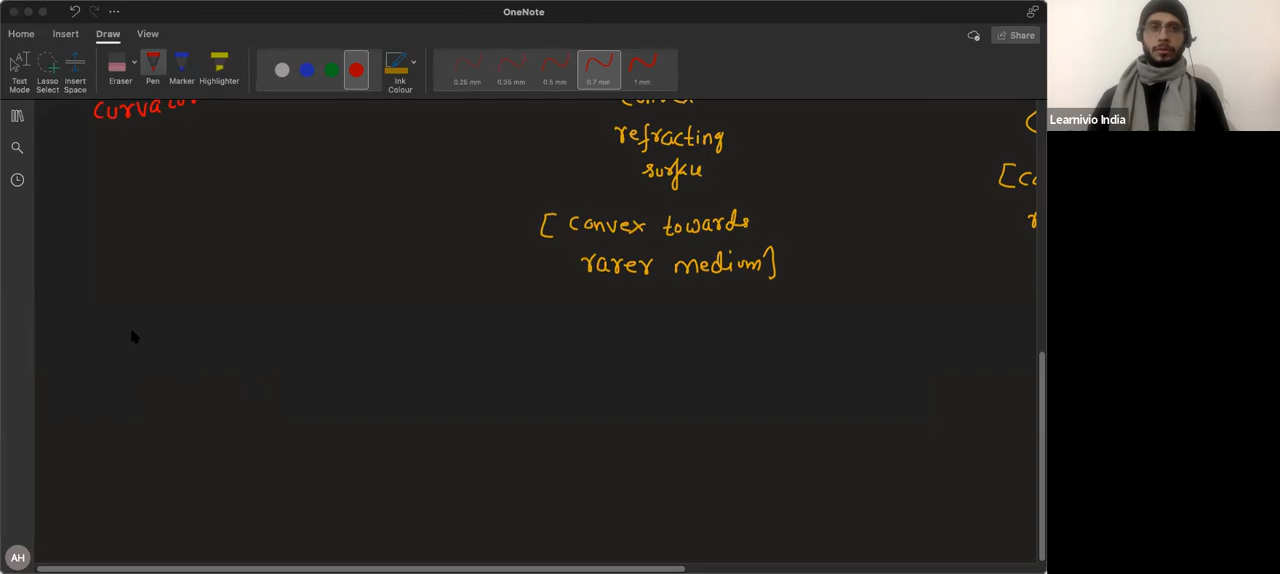 OneNote
Home Insert Draw View
Share
Text Mode
Lasso Select
Insert Space
Eraser
Pen
Marker
Highlighter
Ink Colour
0.25 mm
0.35 mm
0.5 mm
0.7 mm
1 mm
Learnivio India
convex
refracting
surface
[convex towards
rarer medium]
AH